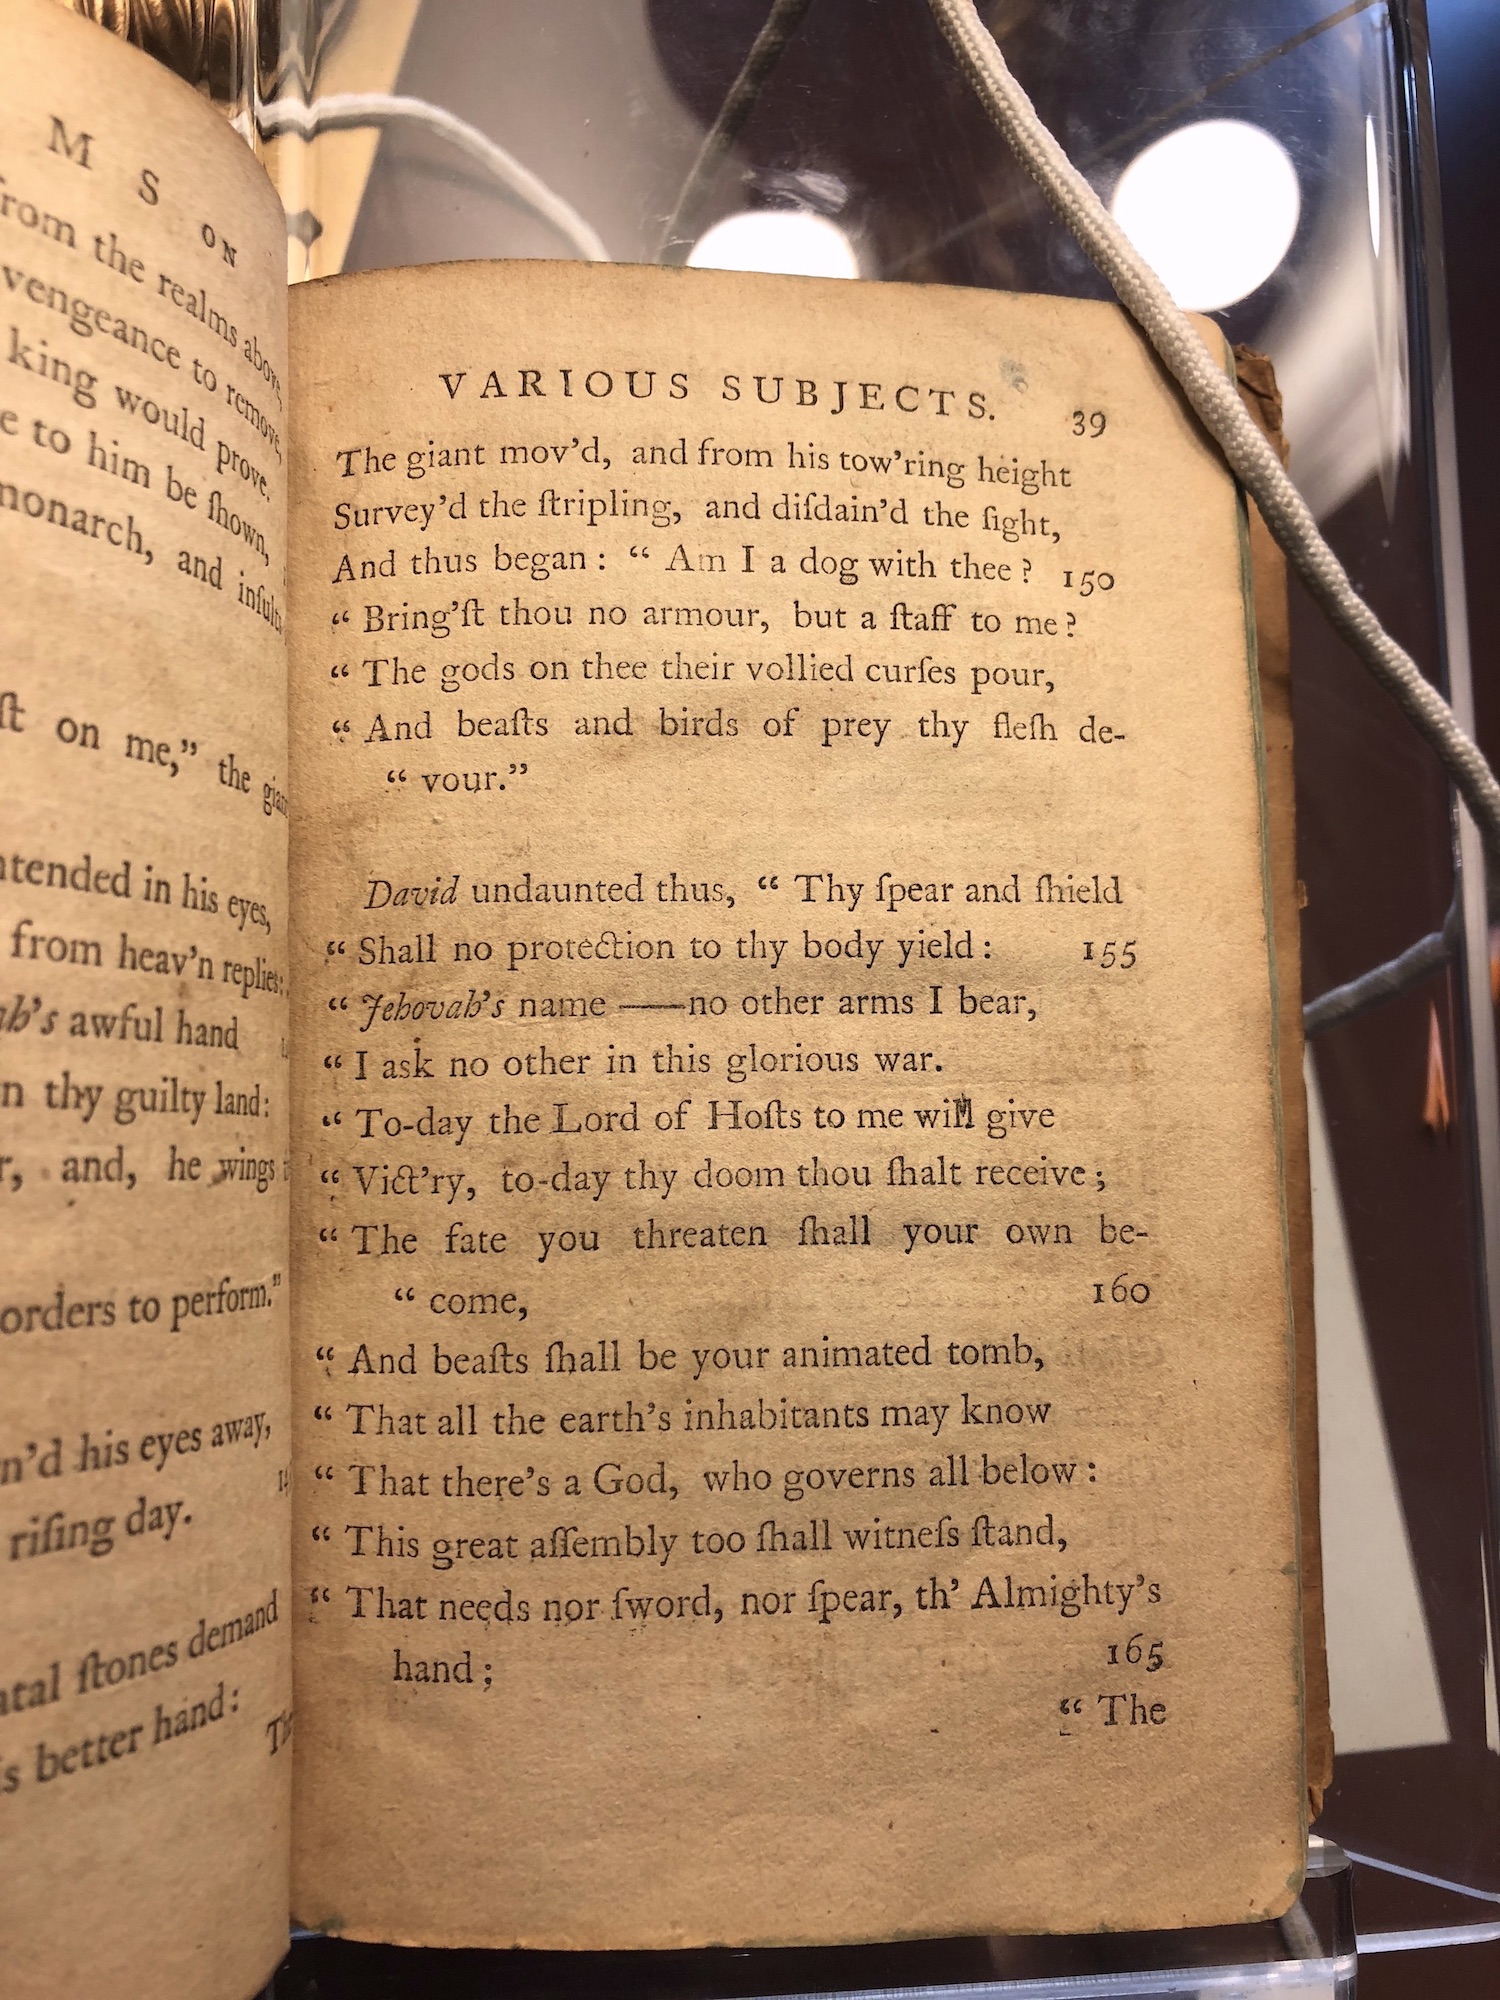 M S ON
from the realms above,
vengeance to remove,
king would prove.
to him be ſhown,
monarch, and
ſt on me," the
in his eyes,
from heav'n replies:
awful hand
thy guilty land:
and, he wings
orders to perform."
his eyes away,
riſing day.
ſtones demand
better hand:
VARIOUS SUBJECTS. 39
The giant mov'd, and from his tow'ring height
Survey'd the ſtripling, and diſdain'd the ſight,
And thus began: “ Am I a dog with thee? 150
“ Bring'ſt thou no armour, but a ſtaff to me?
“ The gods on thee their vollied curſes pour,
“ And beaſts and birds of prey thy fleſh de-
“ vour.”
David undaunted thus, “ Thy ſpear and ſhield
“ Shall no protection to thy body yield: 155
“ Jehovah's name ——no other arms I bear,
“ I ask no other in this glorious war.
“ To-day the Lord of Hoſts to me will give
“ Vict'ry, to-day thy doom thou ſhalt receive;
“ The fate you threaten ſhall your own be-
“ come, 160
“ And beaſts ſhall be your animated tomb,
“ That all the earth's inhabitants may know
“ That there's a God, who governs all below:
“ This great aſſembly too ſhall witneſs ſtand,
“ That needs nor ſword, nor ſpear, th' Almighty's
hand; 165
“ The